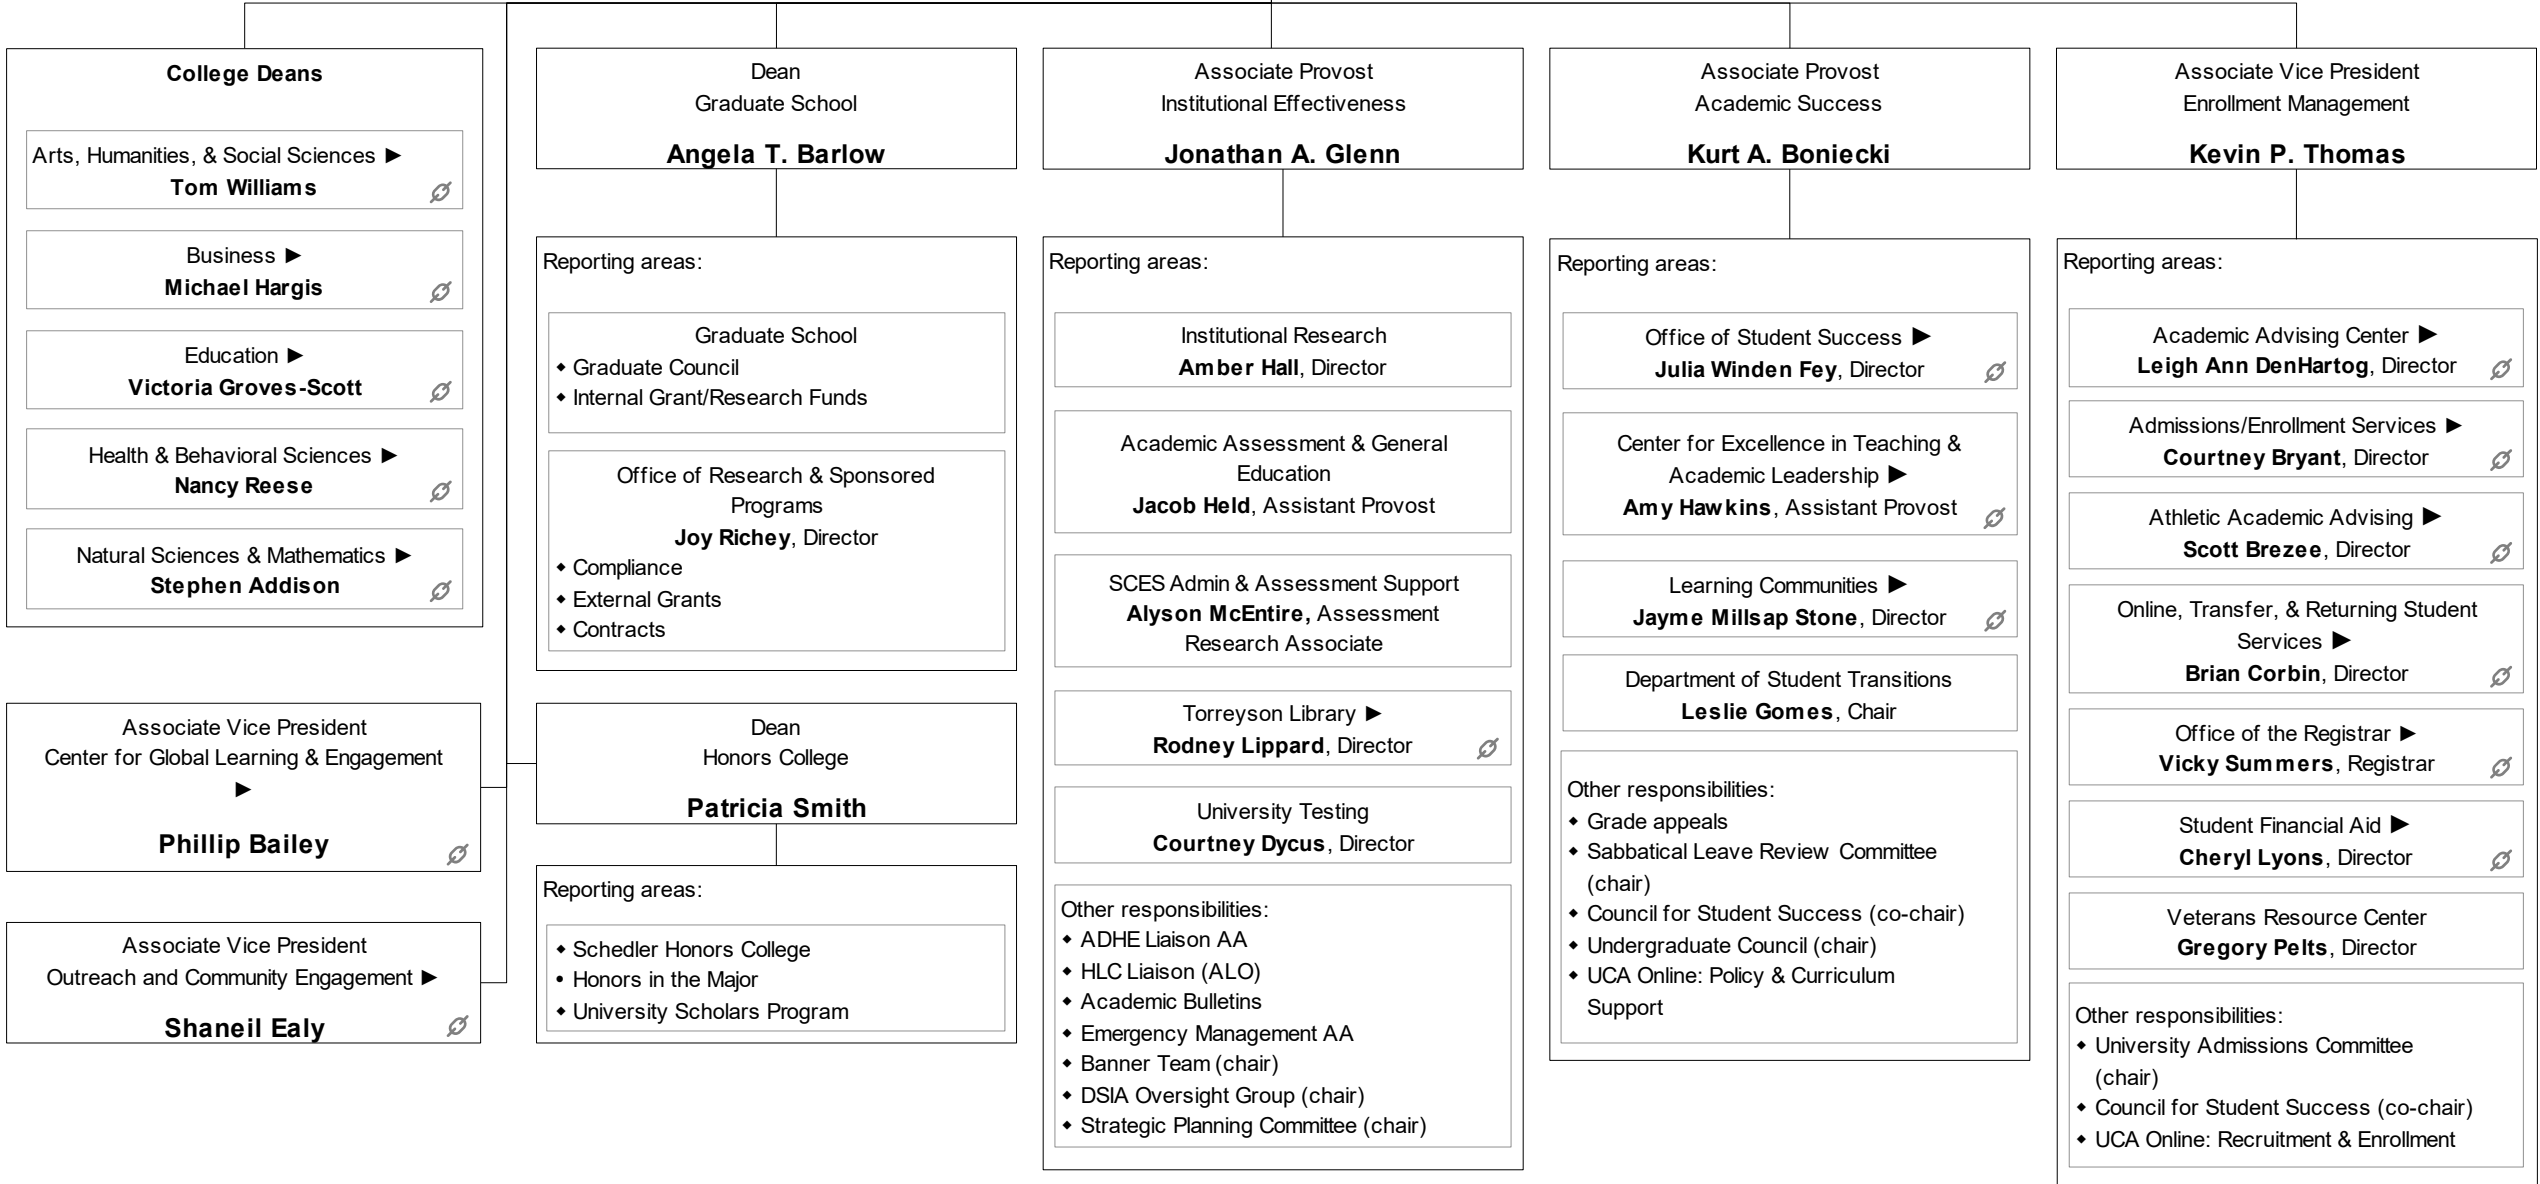 College Deans
Arts, Humanities, & Social Sciences ►
Tom Williams
Business ►
Michael Hargis
Education ►
Victoria Groves-Scott
Health & Behavioral Sciences ►
Nancy Reese
Natural Sciences & Mathematics ►
Stephen Addison
Associate Vice President
Center for Global Learning & Engagement
►
Phillip Bailey
Associate Vice President
Outreach and Community Engagement ►
Shaneil Ealy
Dean
Graduate School
Angela T. Barlow
Reporting areas:
Graduate School
◆ Graduate Council
◆ Internal Grant/Research Funds
Office of Research & Sponsored
Programs
Joy Richey, Director
◆ Compliance
◆ External Grants
◆ Contracts
Dean
Honors College
Patricia Smith
Reporting areas:
◆ Schedler Honors College
• Honors in the Major
◆ University Scholars Program
Associate Provost
Institutional Effectiveness
Jonathan A. Glenn
Reporting areas:
Institutional Research
Amber Hall, Director
Academic Assessment & General
Education
Jacob Held, Assistant Provost
SCES Admin & Assessment Support
Alyson McEntire, Assessment
Research Associate
Torreyson Library ►
Rodney Lippard, Director
University Testing
Courtney Dycus, Director
Other responsibilities:
◆ ADHE Liaison AA
◆ HLC Liaison (ALO)
◆ Academic Bulletins
◆ Emergency Management AA
◆ Banner Team (chair)
◆ DSIA Oversight Group (chair)
◆ Strategic Planning Committee (chair)
Associate Provost
Academic Success
Kurt A. Boniecki
Reporting areas:
Office of Student Success ►
Julia Winden Fey, Director
Center for Excellence in Teaching &
Academic Leadership ►
Amy Hawkins, Assistant Provost
Learning Communities ►
Jayme Millsap Stone, Director
Department of Student Transitions
Leslie Gomes, Chair
Other responsibilities:
◆ Grade appeals
◆ Sabbatical Leave Review Committee
(chair)
◆ Council for Student Success (co-chair)
◆ Undergraduate Council (chair)
◆ UCA Online: Policy & Curriculum
Support
Associate Vice President
Enrollment Management
Kevin P. Thomas
Reporting areas:
Academic Advising Center ►
Leigh Ann DenHartog, Director
Admissions/Enrollment Services ►
Courtney Bryant, Director
Athletic Academic Advising ►
Scott Brezee, Director
Online, Transfer, & Returning Student
Services ►
Brian Corbin, Director
Office of the Registrar ►
Vicky Summers, Registrar
Student Financial Aid ►
Cheryl Lyons, Director
Veterans Resource Center
Gregory Pelts, Director
Other responsibilities:
◆ University Admissions Committee
(chair)
◆ Council for Student Success (co-chair)
◆ UCA Online: Recruitment & Enrollment